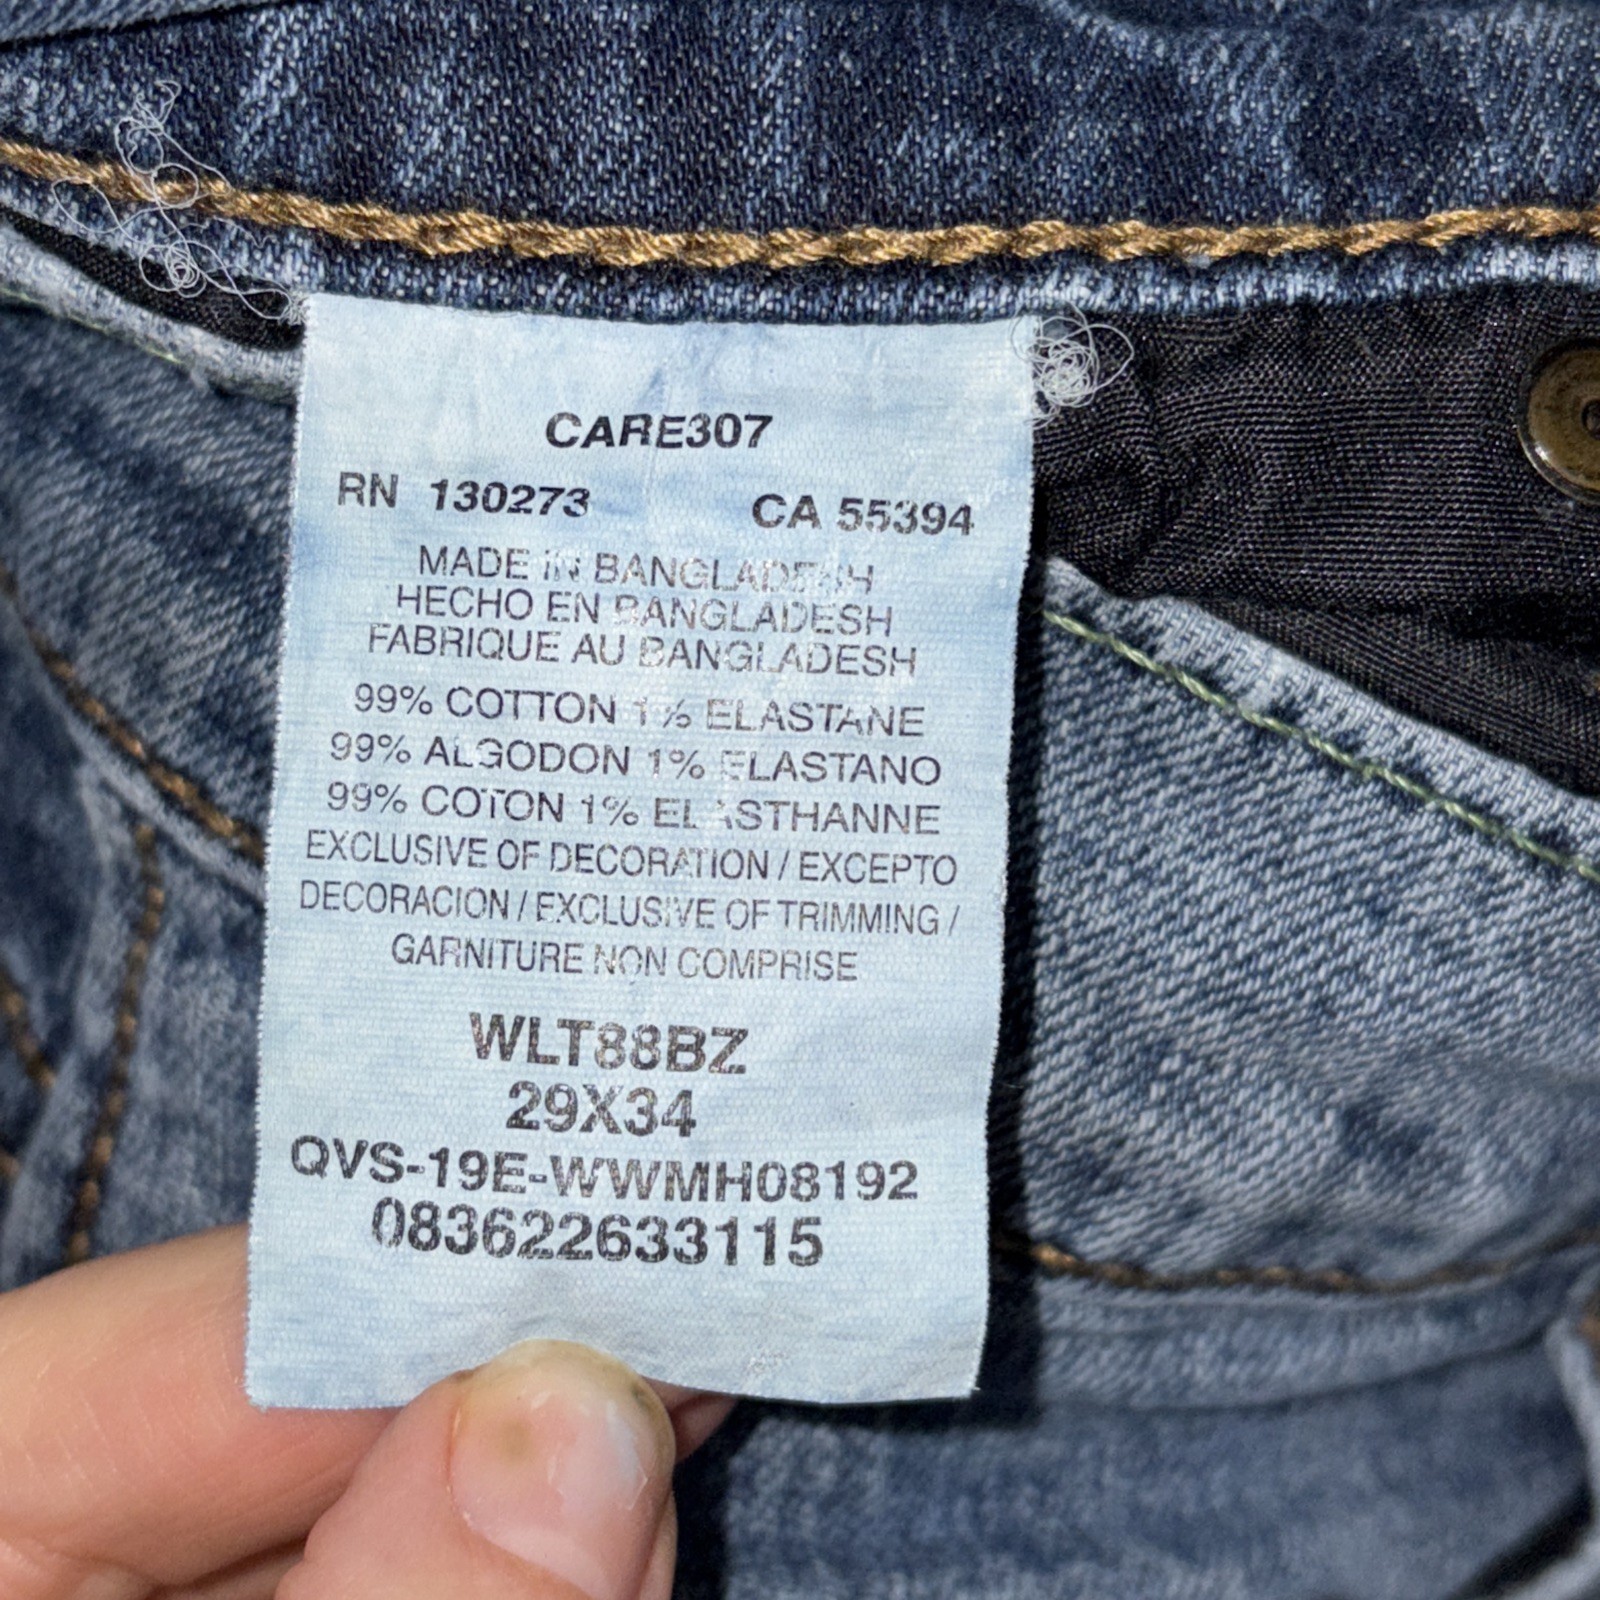 CARE307
RN 130273 CA 55394
MADE IN BANGLADESH
HECHO EN BANGLADESH
FABRIQUE AU BANGLADESH
99% COTTON 1% ELASTANE
99% ALGODON 1% ELASTANO
99% COTON 1% ELASTHANNE
EXCLUSIVE OF DECORATION / EXCEPTO
DECORACION / EXCLUSIVE OF TRIMMING /
GARNITURE NON COMPRISE
WLT88BZ
29X34
QVS-19E-WWMH08192
083622633115